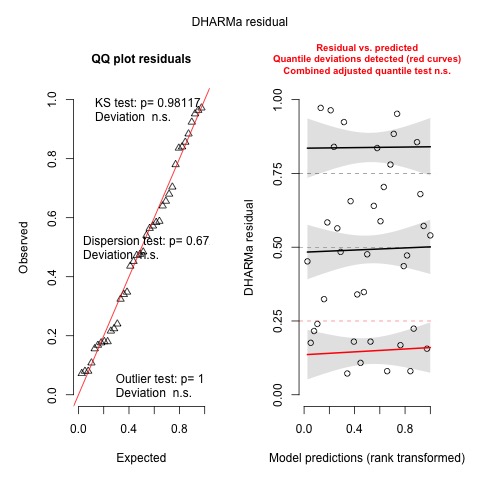 DHARMa residual
QQ plot residuals
KS test: p= 0.98117
Deviation n.s.
Dispersion test: p= 0.67
Deviation n.s.
Outlier test: p= 1
Deviation n.s.
Observed
0.0 0.2 0.4 0.6 0.8 1.0
0.0 0.4 0.8
Expected
Residual vs. predicted
Quantile deviations detected (red curves)
Combined adjusted quantile test n.s.
DHARMa residual
0.00 0.25 0.50 0.75 1.00
0.0 0.4 0.8
Model predictions (rank transformed)